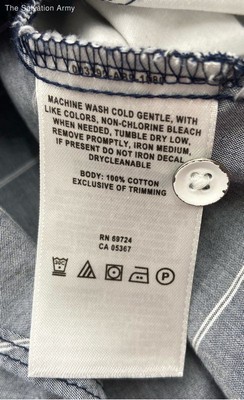 The Salvation Army
MACHINE WASH COLD GENTLE, WITH
LIKE COLORS, NON-CHLORINE BLEACH
WHEN NEEDED, TUMBLE DRY LOW,
REMOVE PROMPTLY, IRON MEDIUM,
IF PRESENT DO NOT IRON DECAL
DRYCLEANABLE
BODY: 100% COTTON
EXCLUSIVE OF TRIMMING
RN 69724
CA 05367